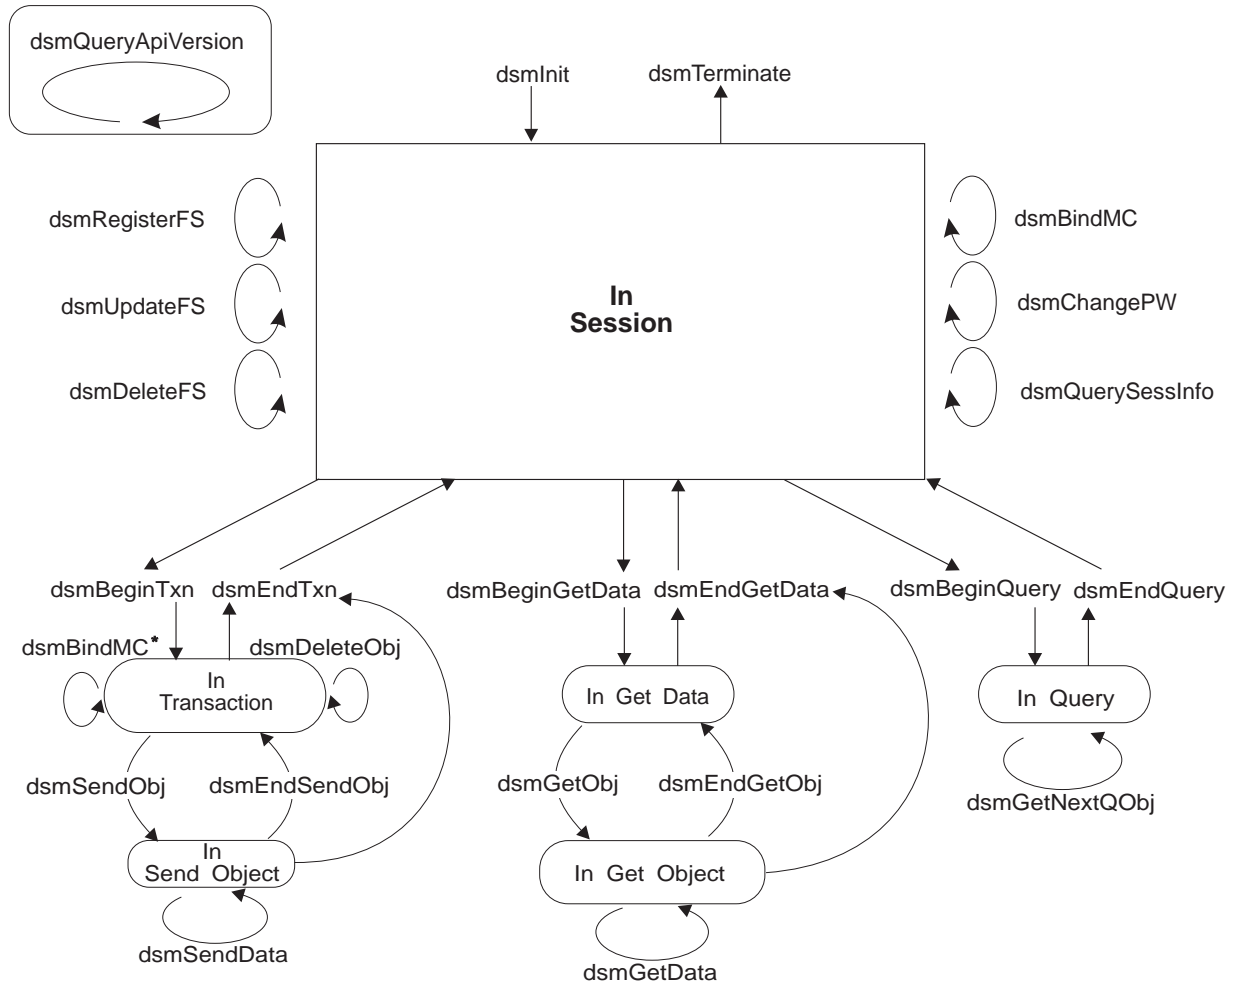 dsmQueryApiVersion
dsmInit
dsmTerminate
dsmRegisterFS
dsmBindMC
dsmUpdateFS
In
Session
dsmChangePW
dsmDeleteFS
dsmQuerySessInfo
dsmBeginTxn
dsmEndTxn
dsmBeginGetData
dsmEndGetData
dsmBeginQuery
dsmEndQuery
dsmBindMC*
dsmDeleteObj
In
Transaction
In Get Data
In Query
dsmSendObj
dsmEndSendObj
dsmGetObj
dsmEndGetObj
dsmGetNextQObj
In
Send Object
In Get Object
dsmSendData
dsmGetData